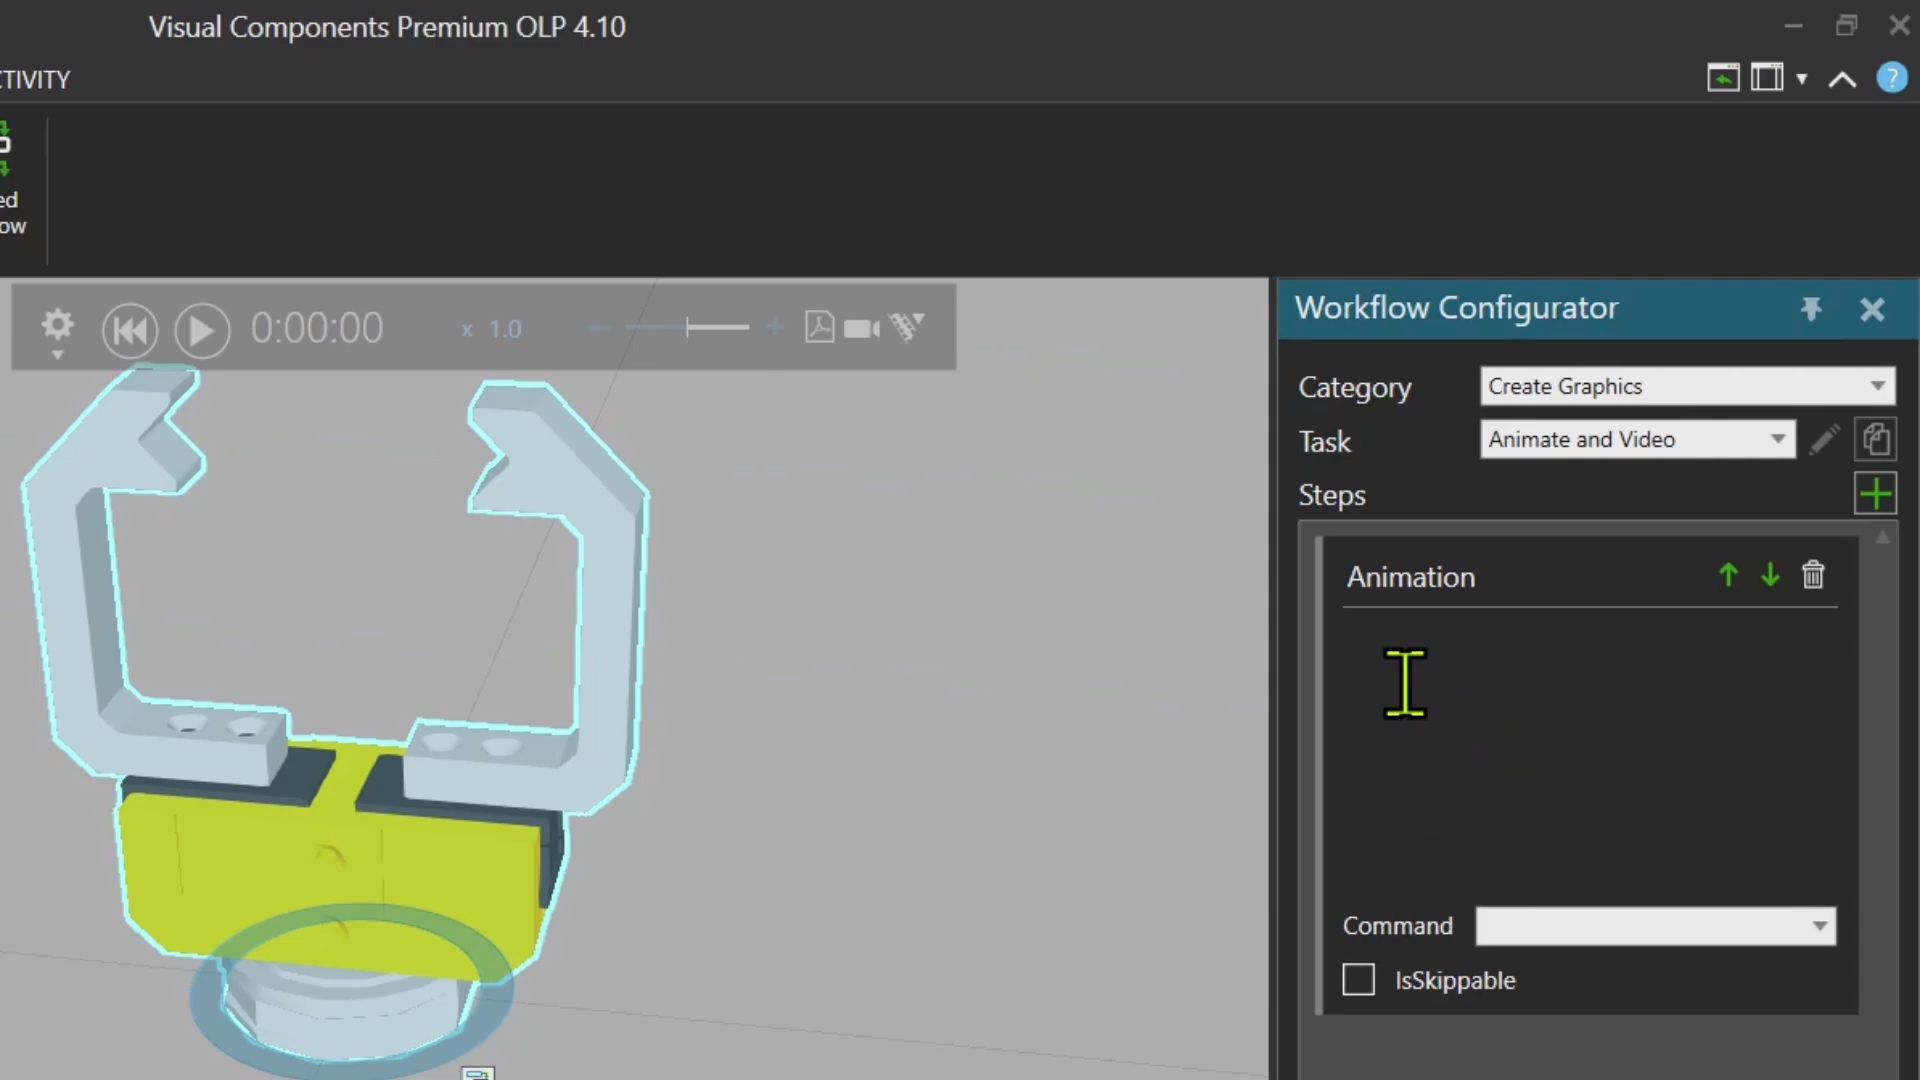 Visual Components Premium OLP 4.10
CTIVITY
ed
ow
0:00:00
x 1.0
Workflow Configurator
Category
Create Graphics
Task
Animate and Video
Steps
Animation
Command
IsSkippable